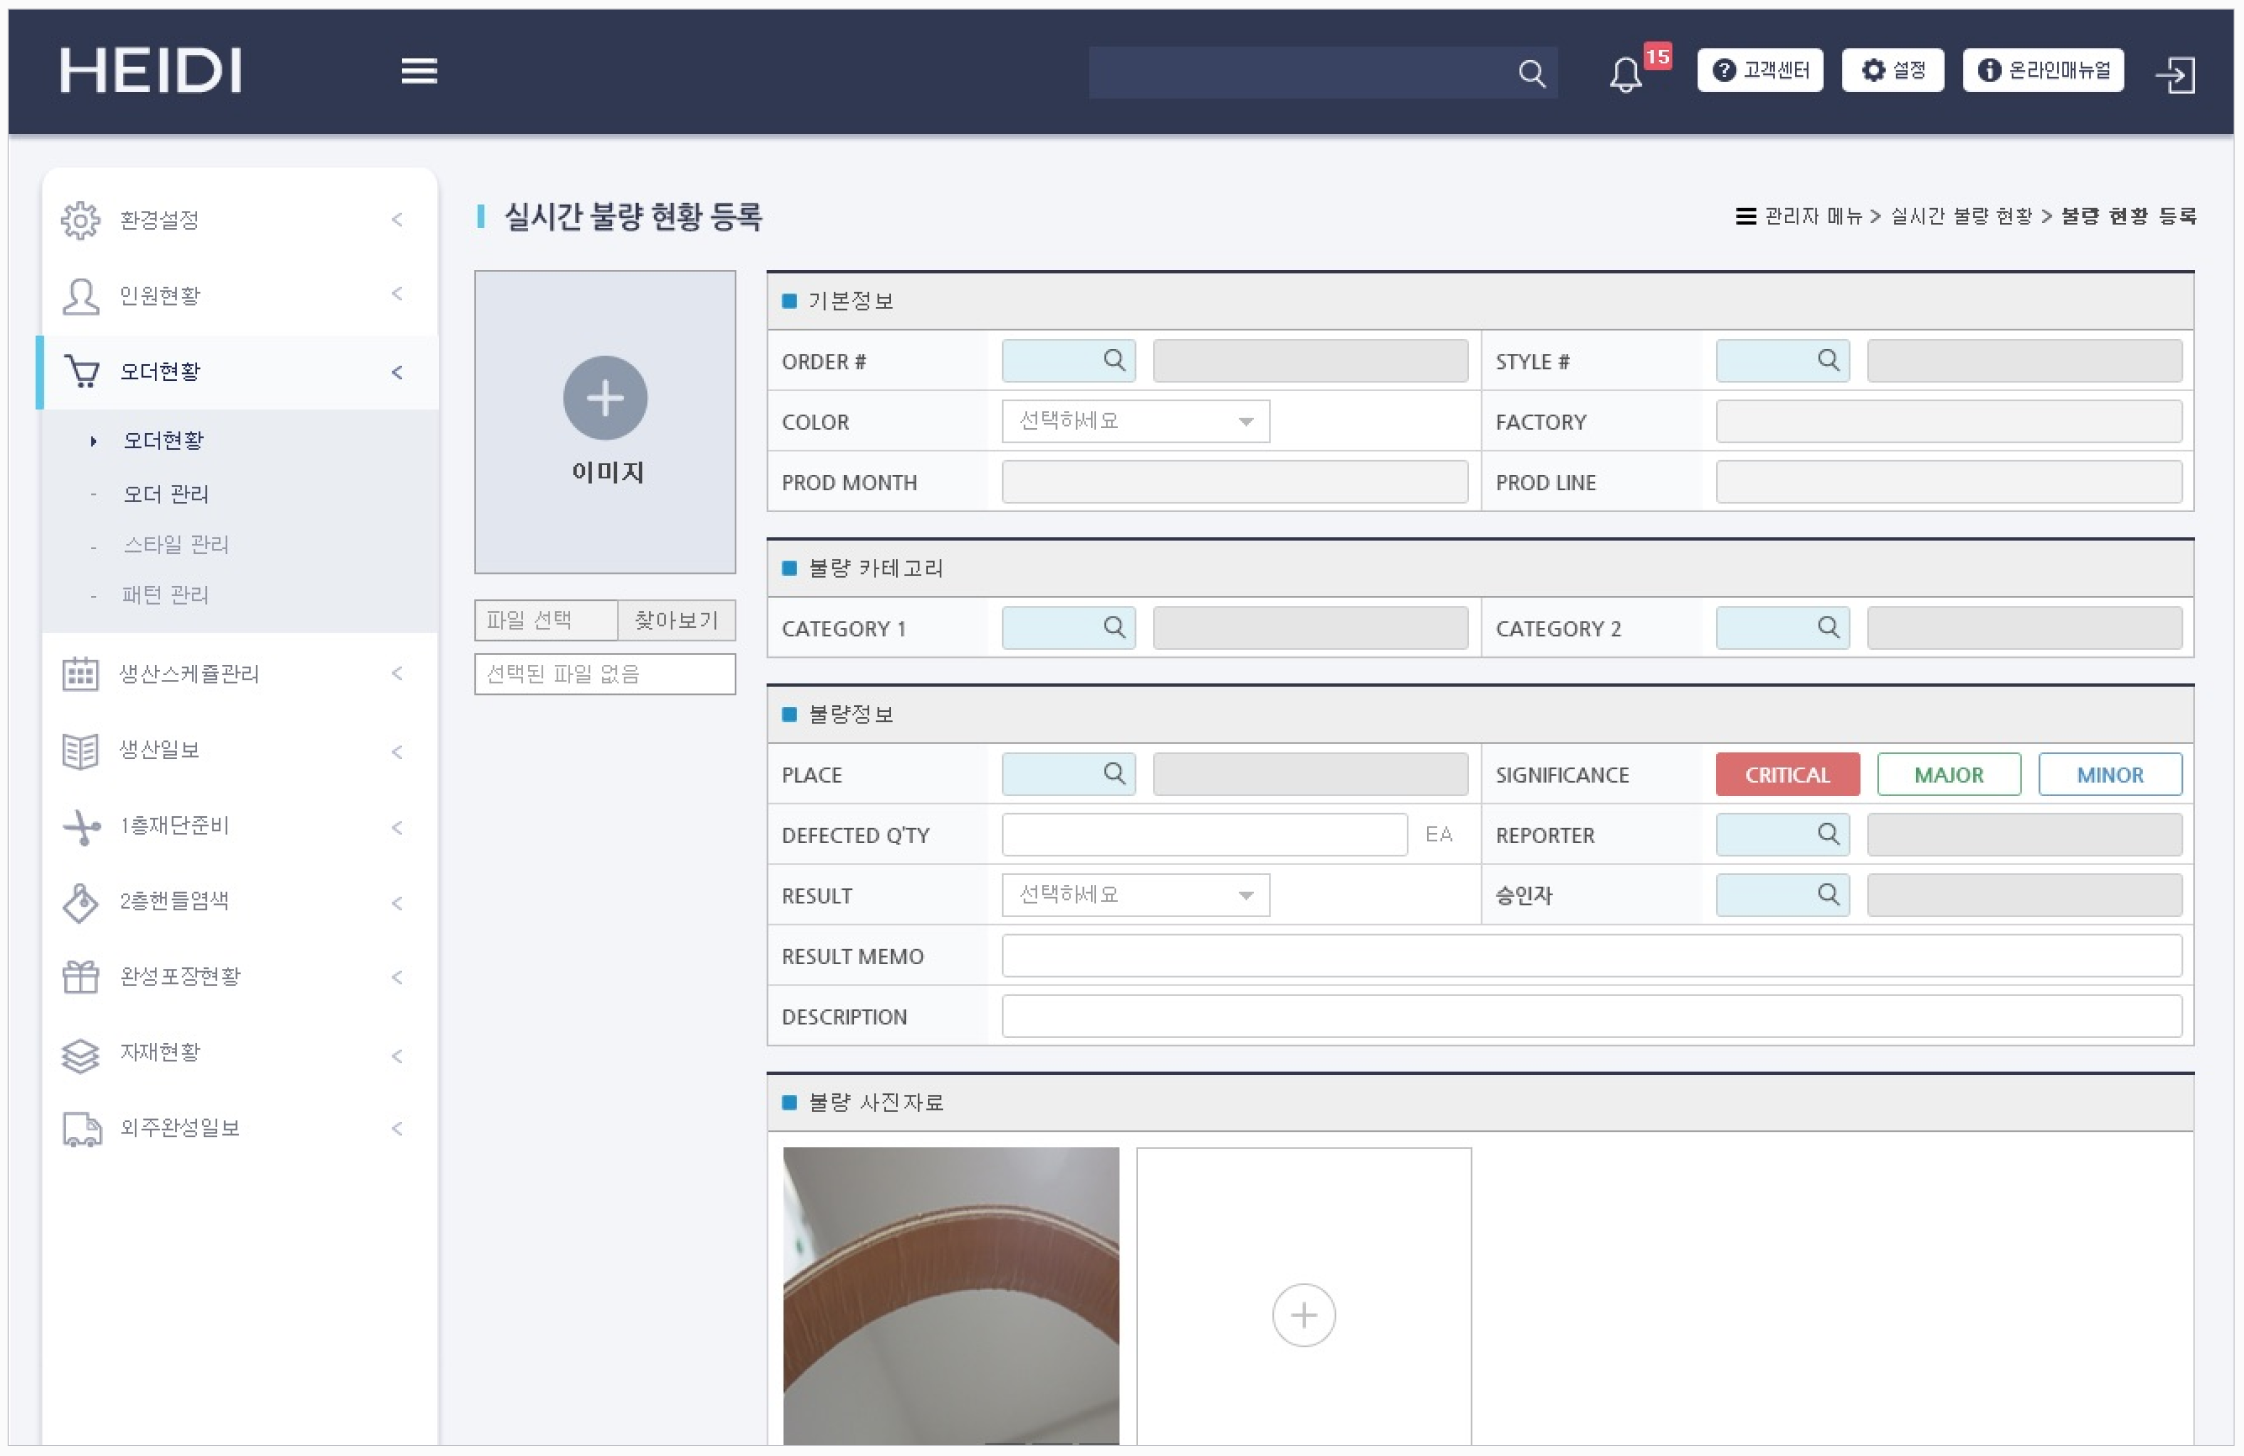 HEIDI
15
고객센터
설정
온라인매뉴얼
환경설정
인원현황
오더현황
오더현황
- 오더 관리
- 스타일 관리
- 패턴 관리
생산스케쥴관리
생산일보
1층재단준비
2층핸들염색
완성포장현황
자재현황
외주완성일보
실시간 불량 현황 등록
관리자 메뉴 > 실시간 불량 현황 > 불량 현황 등록
이미지
파일 선택 찾아보기
선택된 파일 없음
기본정보
ORDER # STYLE #
COLOR 선택하세요 FACTORY
PROD MONTH PROD LINE
불량 카테고리
CATEGORY 1 CATEGORY 2
불량정보
PLACE SIGNIFICANCE CRITICAL MAJOR MINOR
DEFECTED Q'TY EA REPORTER
RESULT 선택하세요 승인자
RESULT MEMO
DESCRIPTION
불량 사진자료